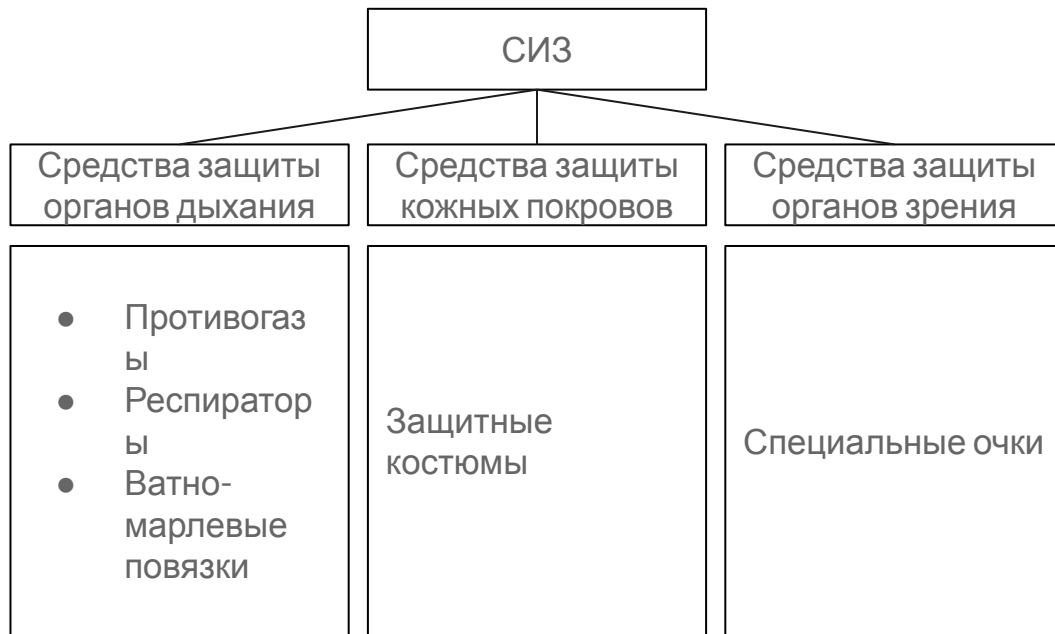 СИЗ
Средства защиты
органов дыхания
Средства защиты
кожных покровов
Средства защиты
органов зрения
● Противогаз
ы
● Респиратор
ы
● Ватно-
марлевые
повязки
Защитные
костюмы
Специальные очки